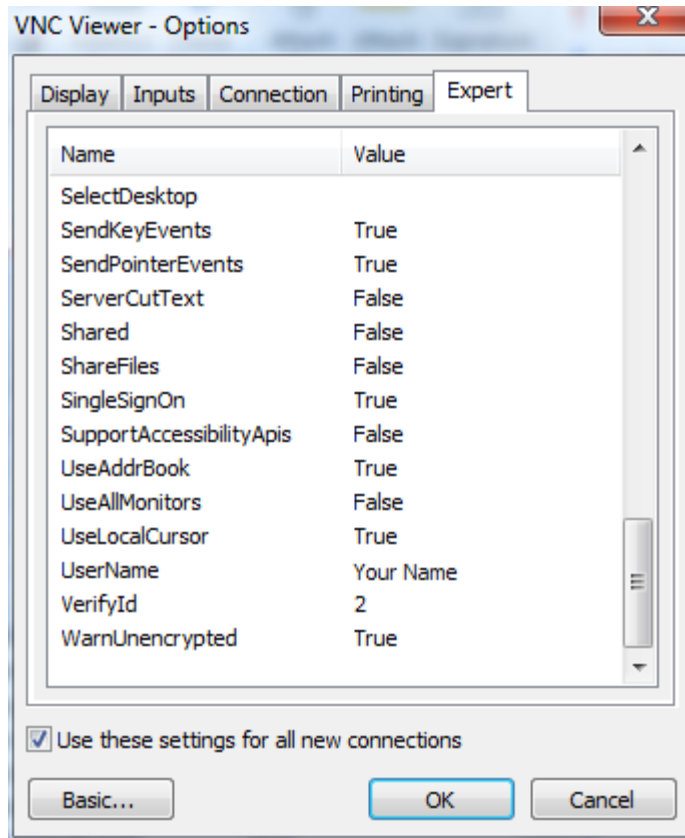 VNC Viewer - Options
Display Inputs Connection Printing Expert
Name Value
SelectDesktop
SendKeyEvents True
SendPointerEvents True
ServerCutText False
Shared False
ShareFiles False
SingleSignOn True
SupportAccessibilityApis False
UseAddrBook True
UseAllMonitors False
UseLocalCursor True
UserName Your Name
VerifyId 2
WarnUnencrypted True
Use these settings for all new connections
Basic... OK Cancel